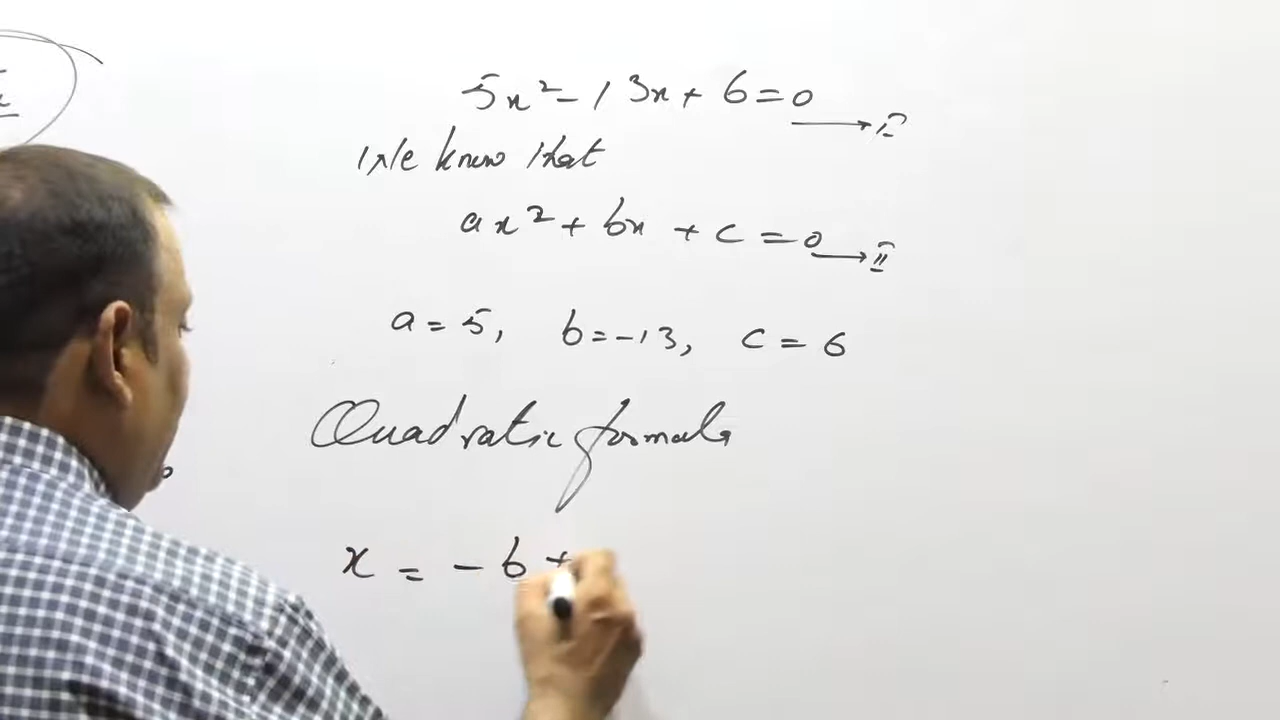 5x² - 13x + 6 = 0 → I
We know that
ax² + bx + c = 0 → II
a = 5, b = -13, c = 6
Quadratic formula
x = - b +